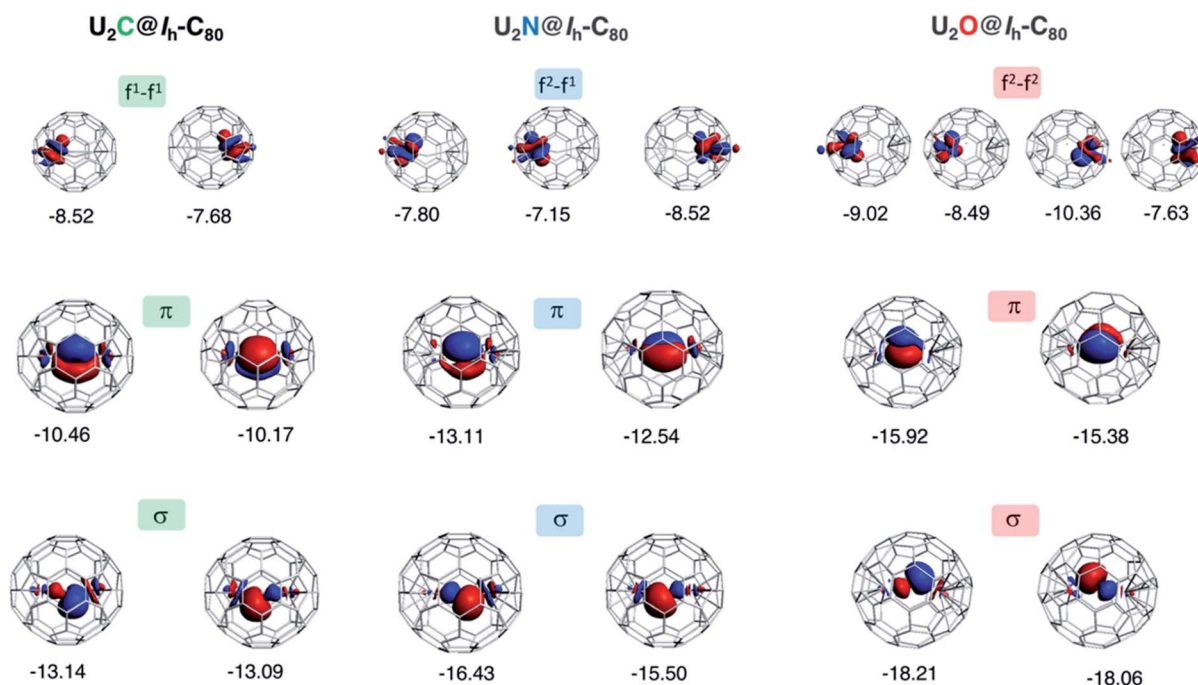 U₂C@Iₕ-C₈₀ U₂N@Iₕ-C₈₀ U₂O@Iₕ-C₈₀
f¹-f¹ f²-f¹ f²-f²
-8.52 -7.68 -7.80 -7.15 -8.52 -9.02 -8.49 -10.36 -7.63
π π π
-10.46 -10.17 -13.11 -12.54 -15.92 -15.38
σ σ σ
-13.14 -13.09 -16.43 -15.50 -18.21 -18.06